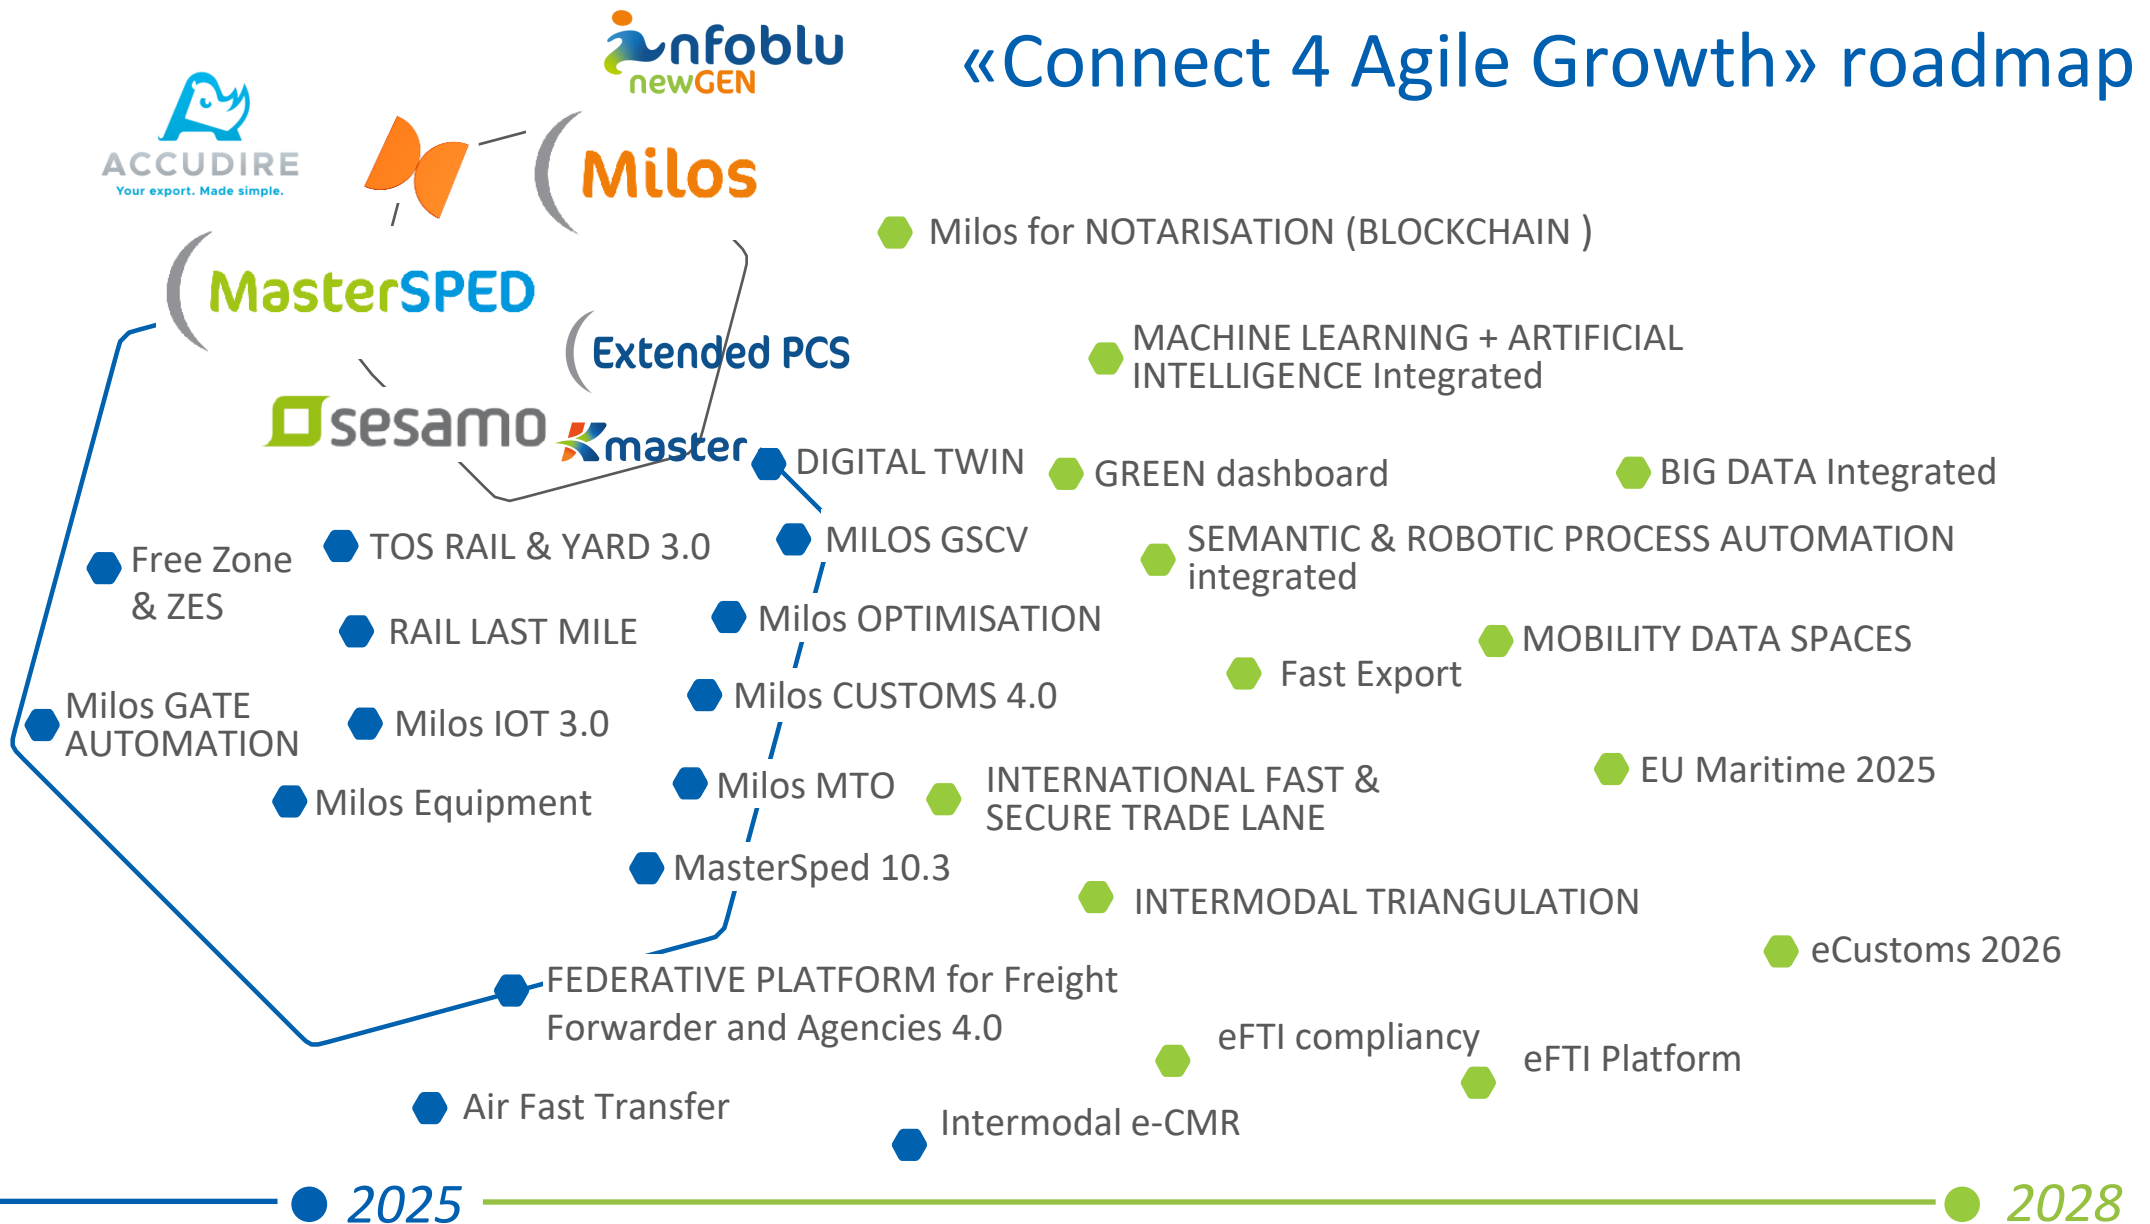 nfoblu
newGEN
«Connect 4 Agile Growth» roadmap
ACCUDIRE
Your export. Made simple.
Milos
Milos for NOTARISATION (BLOCKCHAIN )
MasterSPED
Extended PCS
MACHINE LEARNING + ARTIFICIAL
INTELLIGENCE Integrated
sesamo
Kmaster
DIGITAL TWIN
GREEN dashboard
BIG DATA Integrated
Free Zone
& ZES
TOS RAIL & YARD 3.0
MILOS GSCV
SEMANTIC & ROBOTIC PROCESS AUTOMATION
integrated
RAIL LAST MILE
Milos OPTIMISATION
MOBILITY DATA SPACES
Fast Export
Milos GATE
AUTOMATION
Milos IOT 3.0
Milos CUSTOMS 4.0
Milos Equipment
Milos MTO
INTERNATIONAL FAST &
SECURE TRADE LANE
EU Maritime 2025
MasterSped 10.3
INTERMODAL TRIANGULATION
eCustoms 2026
FEDERATIVE PLATFORM for Freight
Forwarder and Agencies 4.0
eFTI compliancy
eFTI Platform
Air Fast Transfer
Intermodal e-CMR
2025
2028